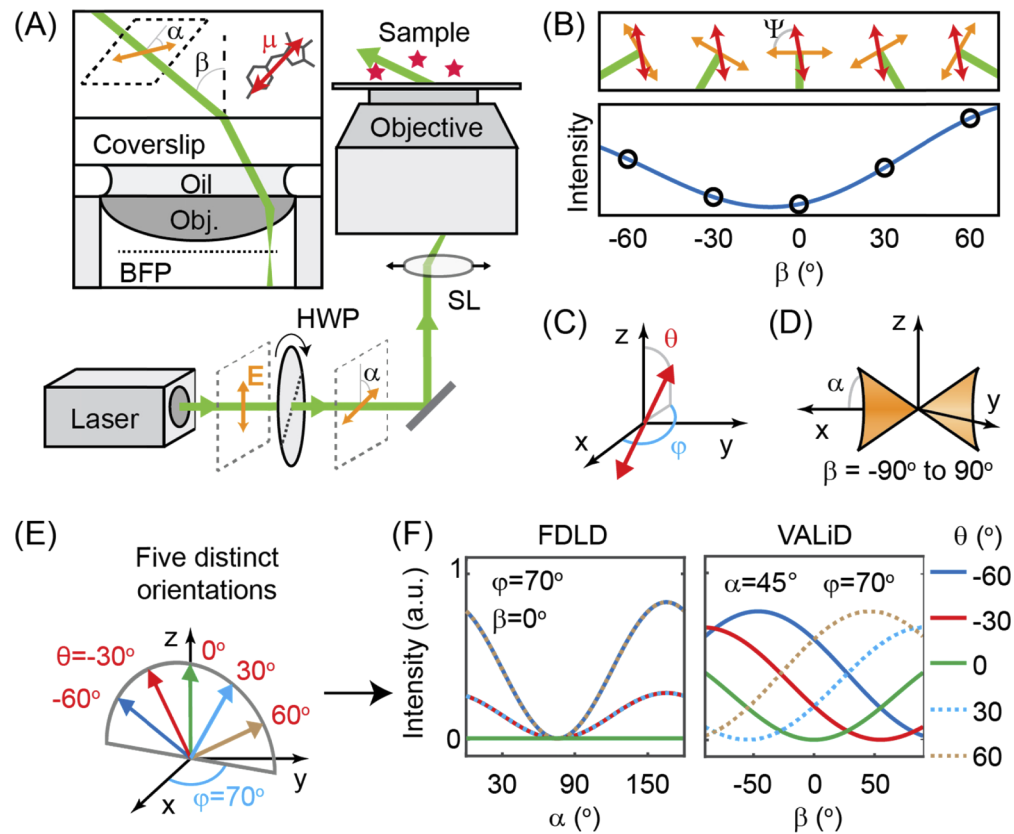 (A)
α
β
μ
Coverslip
Oil
Obj.
BFP
Sample
Objective
SL
HWP
E
α
Laser
(B)
Ψ
Intensity
-60 -30 0 30 60
β (°)
(C)
z
θ
x
φ
y
(D)
z
α
x
y
β = -90° to 90°
(E)
Five distinct
orientations
z
θ=-30°
0°
30°
-60°
60°
x
y
φ=70°
(F)
FDLD
Intensity (a.u.)
1
0
φ=70°
β=0°
30 90 150
α (°)
VALiD
α=45° φ=70°
-50 0 50
β (°)
θ (°)
-60
-30
0
30
60